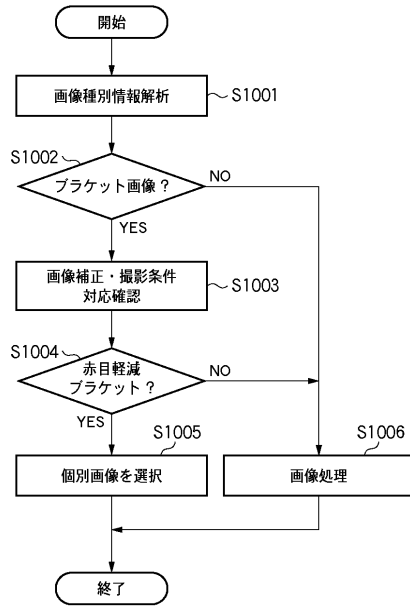 開始
画像種別情報解析
S1001
S1002
ブラケット画像？
NO
YES
画像補正・撮影条件
対応確認
S1003
S1004
赤目軽減
ブラケット？
NO
YES
S1005
個別画像を選択
S1006
画像処理
終了